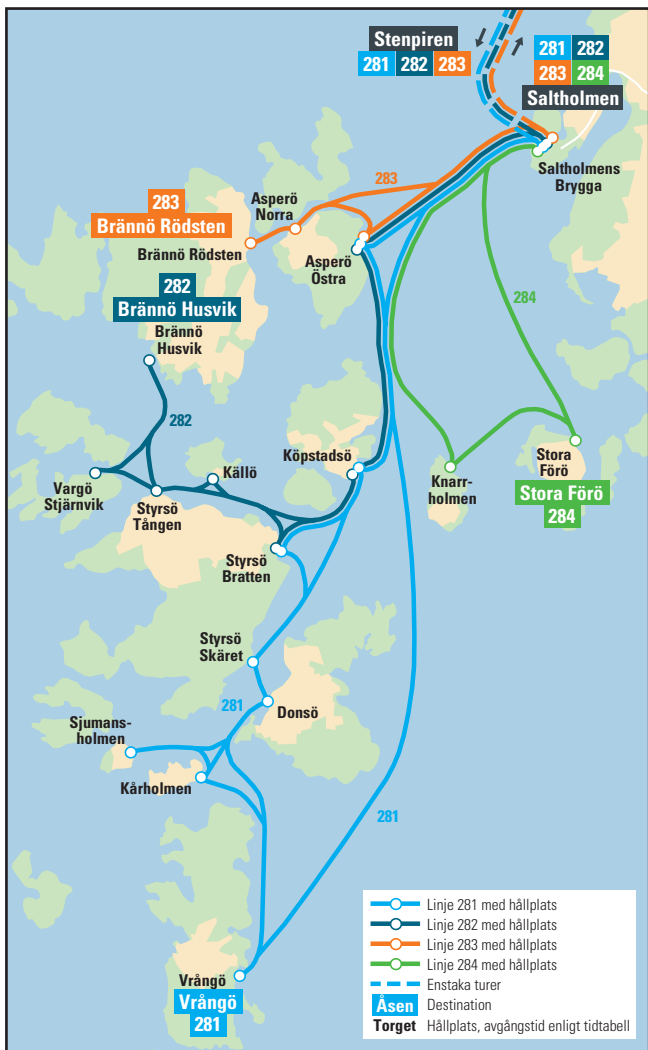 Stenpiren
281 282 283
281 282
283 284
Saltholmen
Saltholmens
Brygga
283
283
Brännö Rödsten
Asperö
Norra
Brännö Rödsten
Asperö
Östra
282
Brännö Husvik
Brännö
Husvik
284
282
Köpstadsö
Källö
Vargö
Stjärnvik
Styrsö
Tången
Knarr-
holmen
Stora
Förö
Stora Förö
284
Styrsö
Bratten
Styrsö
Skäret
281
Donsö
Sjumans-
holmen
Kårholmen
281
Vrångö
Vrångö
281
Linje 281 med hållplats
Linje 282 med hållplats
Linje 283 med hållplats
Linje 284 med hållplats
Enstaka turer
Åsen Destination
Torget Hållplats, avgångstid enligt tidtabell